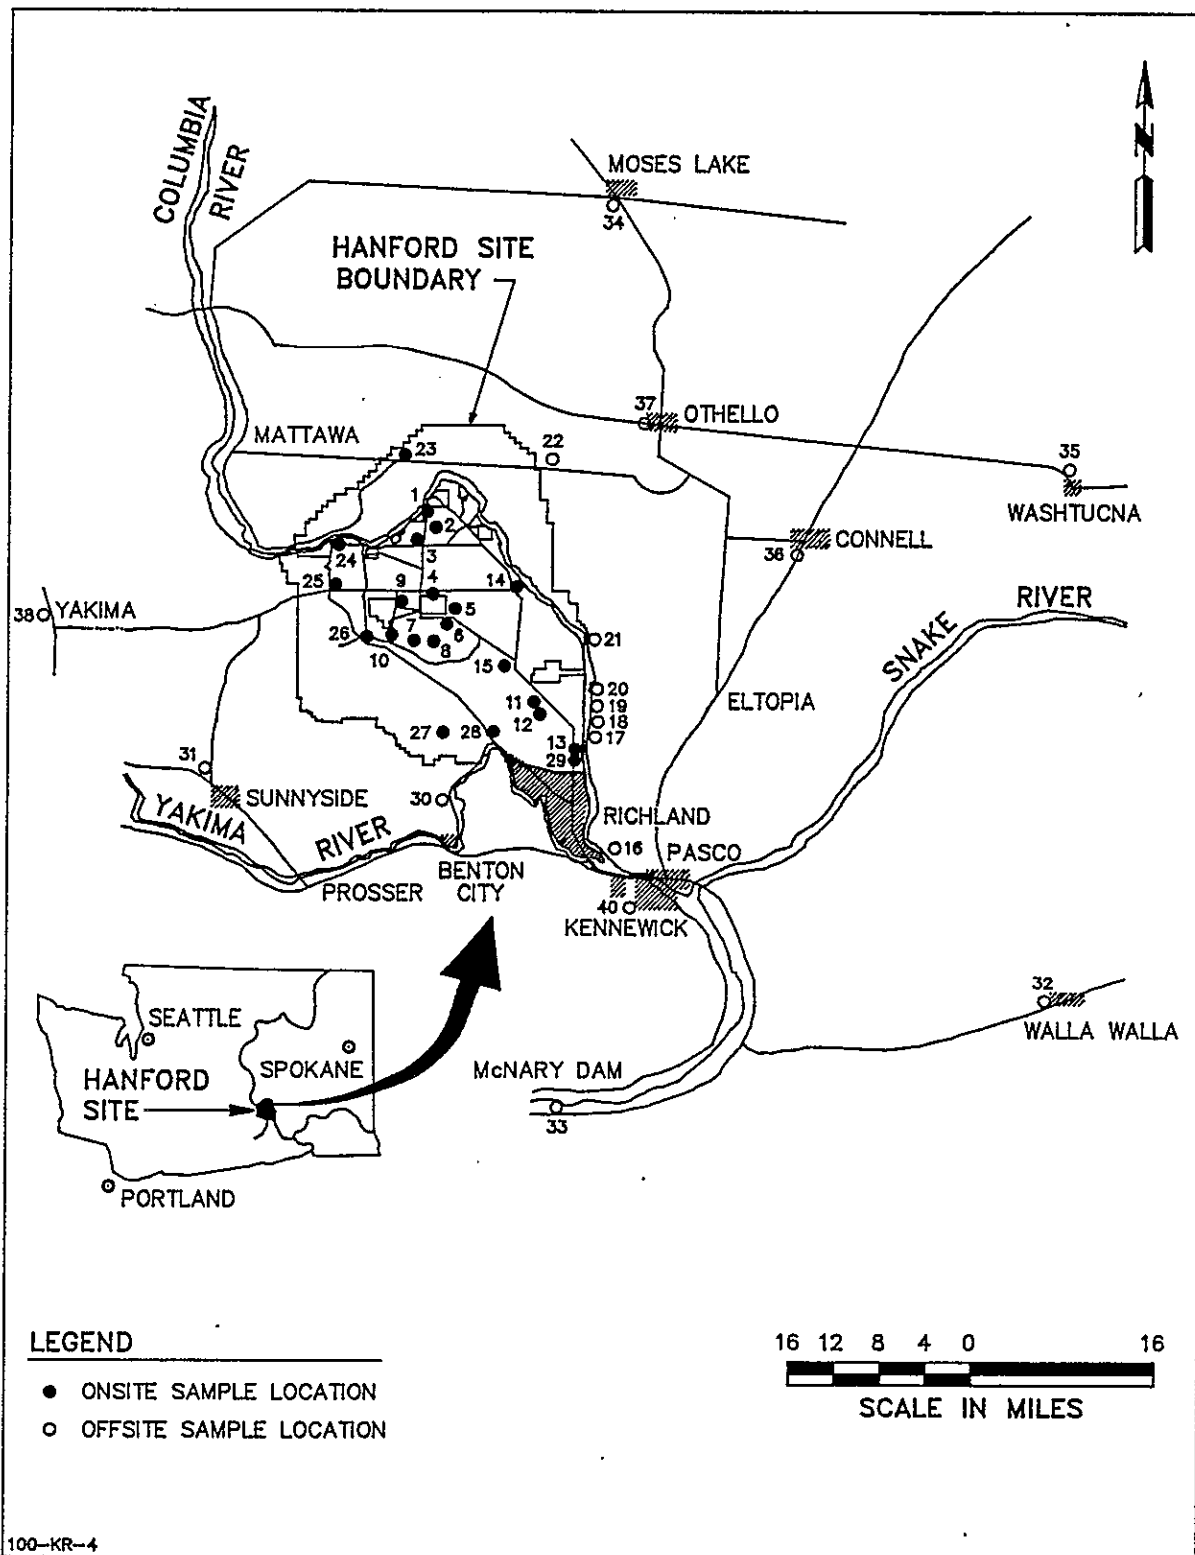 COLUMBIA
RIVER
N
MOSES LAKE
34
HANFORD SITE
BOUNDARY
37
OTHELLO
MATTAWA
23
22
35
WASHTUCNA
1
2
3
24
CONNELL
36
25
9
4
14
5
38
YAKIMA
RIVER
SNAKE
26
10
7
6
8
21
15
20
19
18
17
11
12
ELTOPIA
27
28
13
29
31
SUNNYSIDE
YAKIMA
RIVER
30
RICHLAND
16
PASCO
PROSSER
BENTON
CITY
40
KENNEWICK
32
WALLA WALLA
SEATTLE
SPOKANE
HANFORD
SITE
PORTLAND
McNARY DAM
33
LEGEND
ONSITE SAMPLE LOCATION
OFFSITE SAMPLE LOCATION
16 12 8 4 0 16
SCALE IN MILES
100-KR-4